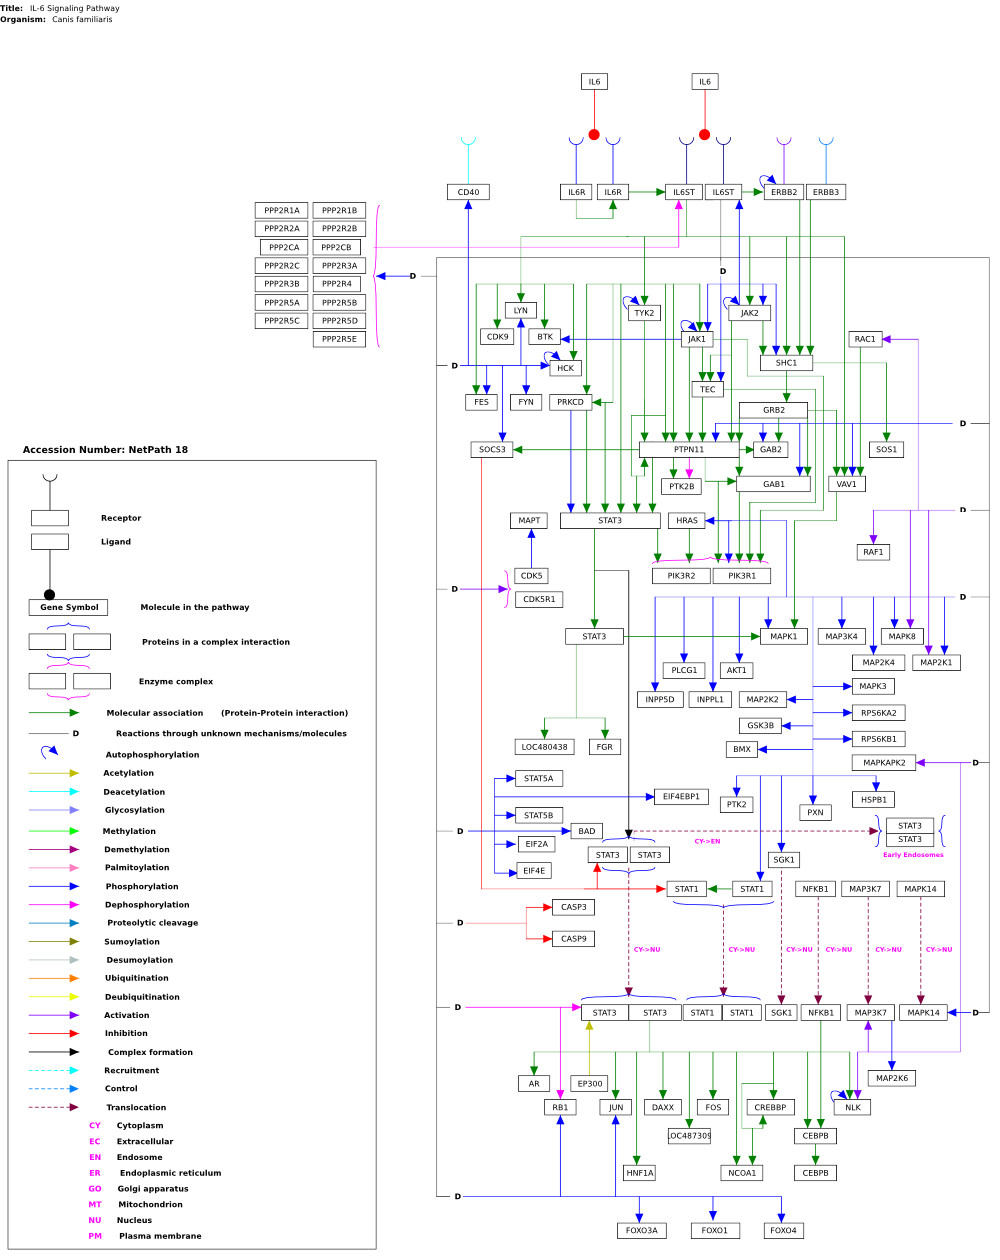 Title: IL-6 Signaling Pathway
Organism: Canis familiaris
IL6 IL6
CD40 IL6R IL6R IL6ST IL6ST ERBB2 ERBB3
PPP2R1A PPP2R1B
PPP2R2A PPP2R2B
PPP2CA PPP2CB
PPP2R2C PPP2R3A
D D
PPP2R3B PPP2R4
PPP2R5A PPP2R5B
LYN TYK2 JAK2
PPP2R5C PPP2R5D
CDK9 BTK JAK1 RAC1
PPP2R5E
D HCK SHC1
TEC
FES FYN PRKCD
GRB2
D
SOCS3 PTPN11 GAB2 SOS1
PTK2B GAB1 VAV1
D
MAPT STAT3 HRAS
RAF1
CDK5 PIK3R2 PIK3R1
D
CDK5R1 D
STAT3 MAPK1 MAP3K4 MAPK8
PLCG1 AKT1 MAP2K4 MAP2K1
MAPK3
INPP5D INPPL1 MAP2K2
RPS6KA2
GSK3B
RPS6KB1
LOC480438 FGR BMX
MAPKAPK2 D
STAT5A
EIF4EBP1 PTK2 HSPB1
STAT5B PXN
D BAD STAT3
STAT3
CY->EN
EIF2A Early Endosomes
STAT3 STAT3 SGK1
EIF4E
STAT1 STAT1 NFKB1 MAP3K7 MAPK14
CASP3
D
CASP9
CY->NU CY->NU CY->NU CY->NU CY->NU CY->NU
D STAT3 STAT3 STAT1 STAT1 SGK1 NFKB1 MAP3K7 MAPK14 D
AR EP300 MAP2K6
RB1 JUN DAXX FOS CREBBP NLK
LOC487309 CEBPB
HNF1A NCOA1 CEBPB
D
FOXO3A FOXO1 FOXO4
Accession Number: NetPath 18
Receptor
Ligand
Gene Symbol Molecule in the pathway
Proteins in a complex interaction
Enzyme complex
Molecular association (Protein-Protein interaction)
D Reactions through unknown mechanisms/molecules
Autophosphorylation
Acetylation
Deacetylation
Glycosylation
Methylation
Demethylation
Palmitoylation
Phosphorylation
Dephosphorylation
Proteolytic cleavage
Sumoylation
Desumoylation
Ubiquitination
Deubiquitination
Activation
Inhibition
Complex formation
Recruitment
Control
Translocation
CY Cytoplasm
EC Extracellular
EN Endosome
ER Endoplasmic reticulum
GO Golgi apparatus
MT Mitochondrion
NU Nucleus
PM Plasma membrane